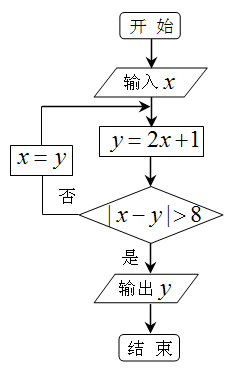 开 始
输入 x
y = 2x+1
x = y
否
| x − y |> 8
是
输出 y
结 束